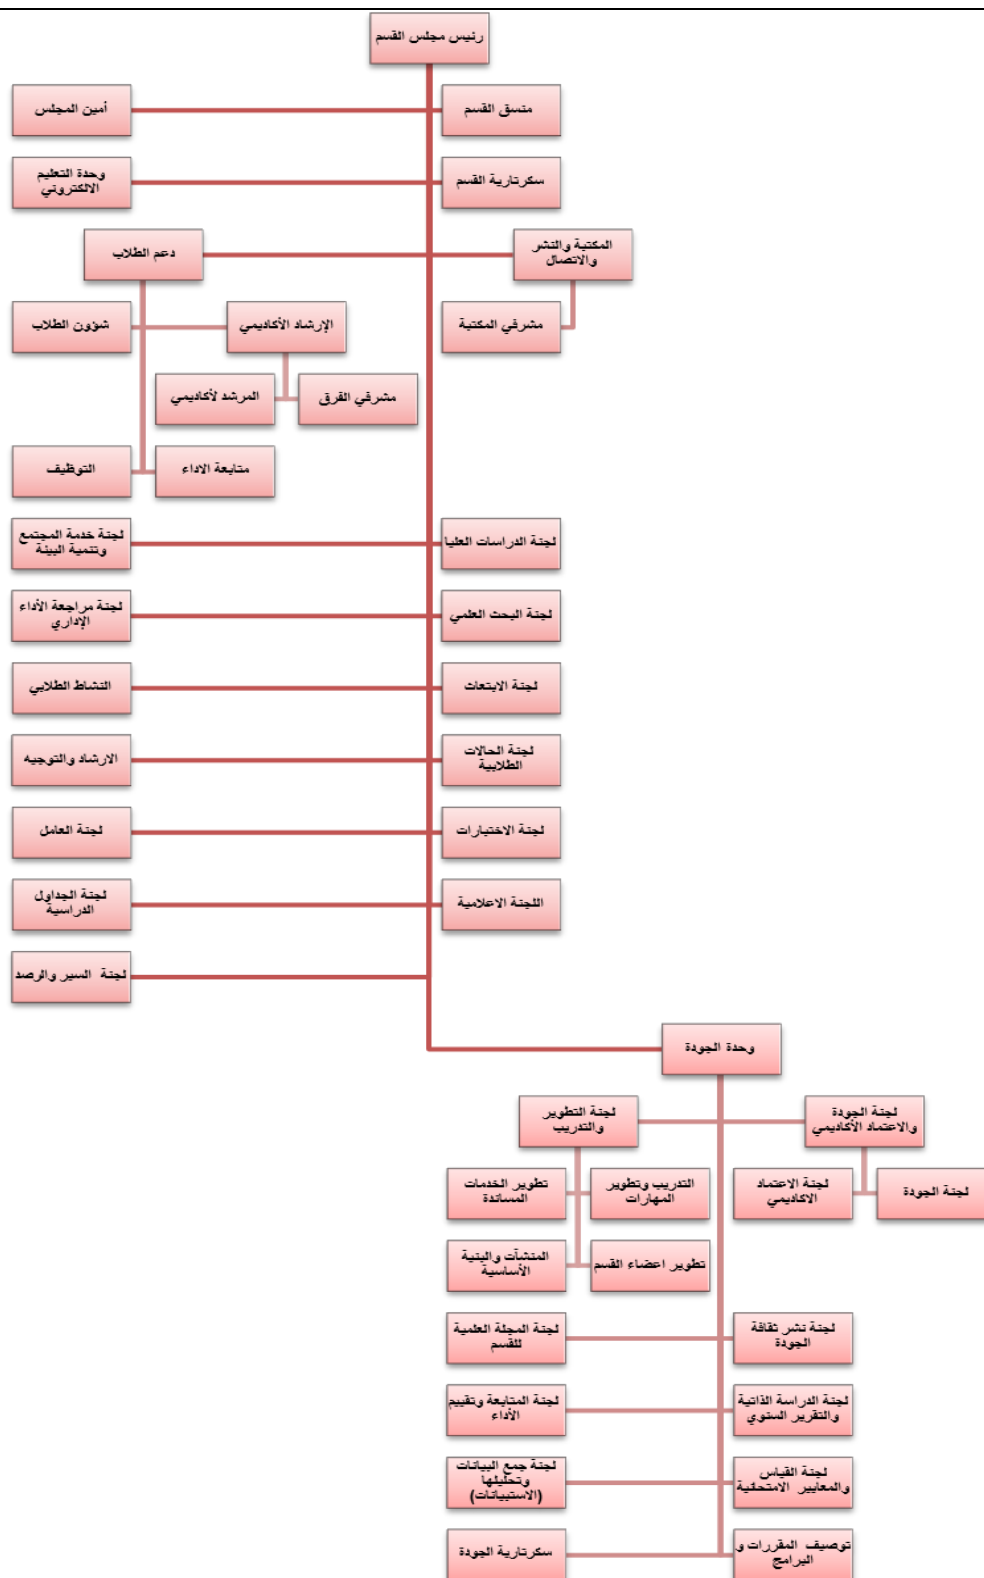 رئيس مجلس القسم
منسق القسم
أمين المجلس
سكرتارية القسم
وحدة التعليم
الالكتروني
المكتبة والنشر
والاتصال
دعم الطلاب
مشرفي المكتبة
الإرشاد الأكاديمي
شؤون الطلاب
مشرفي الفرق
المرشد لأكاديمي
متابعة الاداء
التوظيف
لجنة الدراسات العليا
لجنة خدمة المجتمع
وتنمية البيئة
لجنة البحث العلمي
لجنة مراجعة الأداء
الإداري
لجنة الابتعات
النشاط الطلابي
لجنة الحالات
الطلابية
الارشاد والتوجيه
لجنة الاختبارات
لجنة العامل
اللجنة الاعلامية
لجنة الجداول
الدراسية
لجنة السير والرصد
وحدة الجودة
لجنة الجودة
والاعتماد الأكاديمي
لجنة التطوير
والتدريب
لجنة الجودة
لجنة الاعتماد
الاكاديمي
التدريب وتطوير
المهارات
تطوير الخدمات
المساندة
تطوير اعضاء القسم
المنشآت والبنية
الأساسية
لجنة نشر ثقافة
الجودة
لجنة المجلة العلمية
للقسم
لجنة الدراسة الذاتية
والتقرير السنوي
لجنة المتابعة وتقييم
الأداء
لجنة القياس
والمعايير الامتحانية
لجنة جمع البيانات
وتحليلها
(الاستبيانات)
توصيف المقررات و
البرامج
سكرتارية الجودة